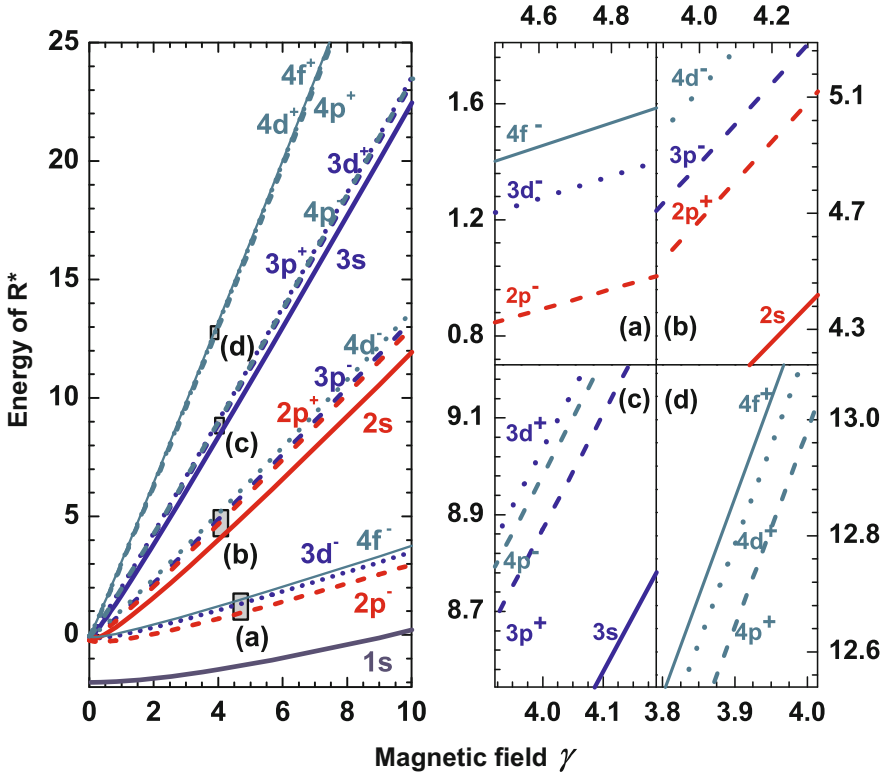 4.6 4.8 4.0 4.2
25
4f⁺
4p⁺
4d⁺
20
3d⁺
4p⁻
3p⁺
3s
15
(d)
4d⁻
3p⁻
10
(c)
2p⁺
2s
5
(b)
4f⁻
3d⁻
2p⁻
0
(a)
1s
0 2 4 6 8 10
Energy of R*
1.6
4f⁻
3d⁻
1.2
2p⁻
0.8
(a)
4d⁻
5.1
3p⁻
2p⁺
4.7
2s
4.3
(b)
(c)
9.1
3d⁺
8.9
4p⁻
8.7
3p⁺
3s
4.0 4.1
(d)
4f⁺
13.0
4d⁺
12.8
4p⁺
12.6
3.8 3.9 4.0
Magnetic field γ